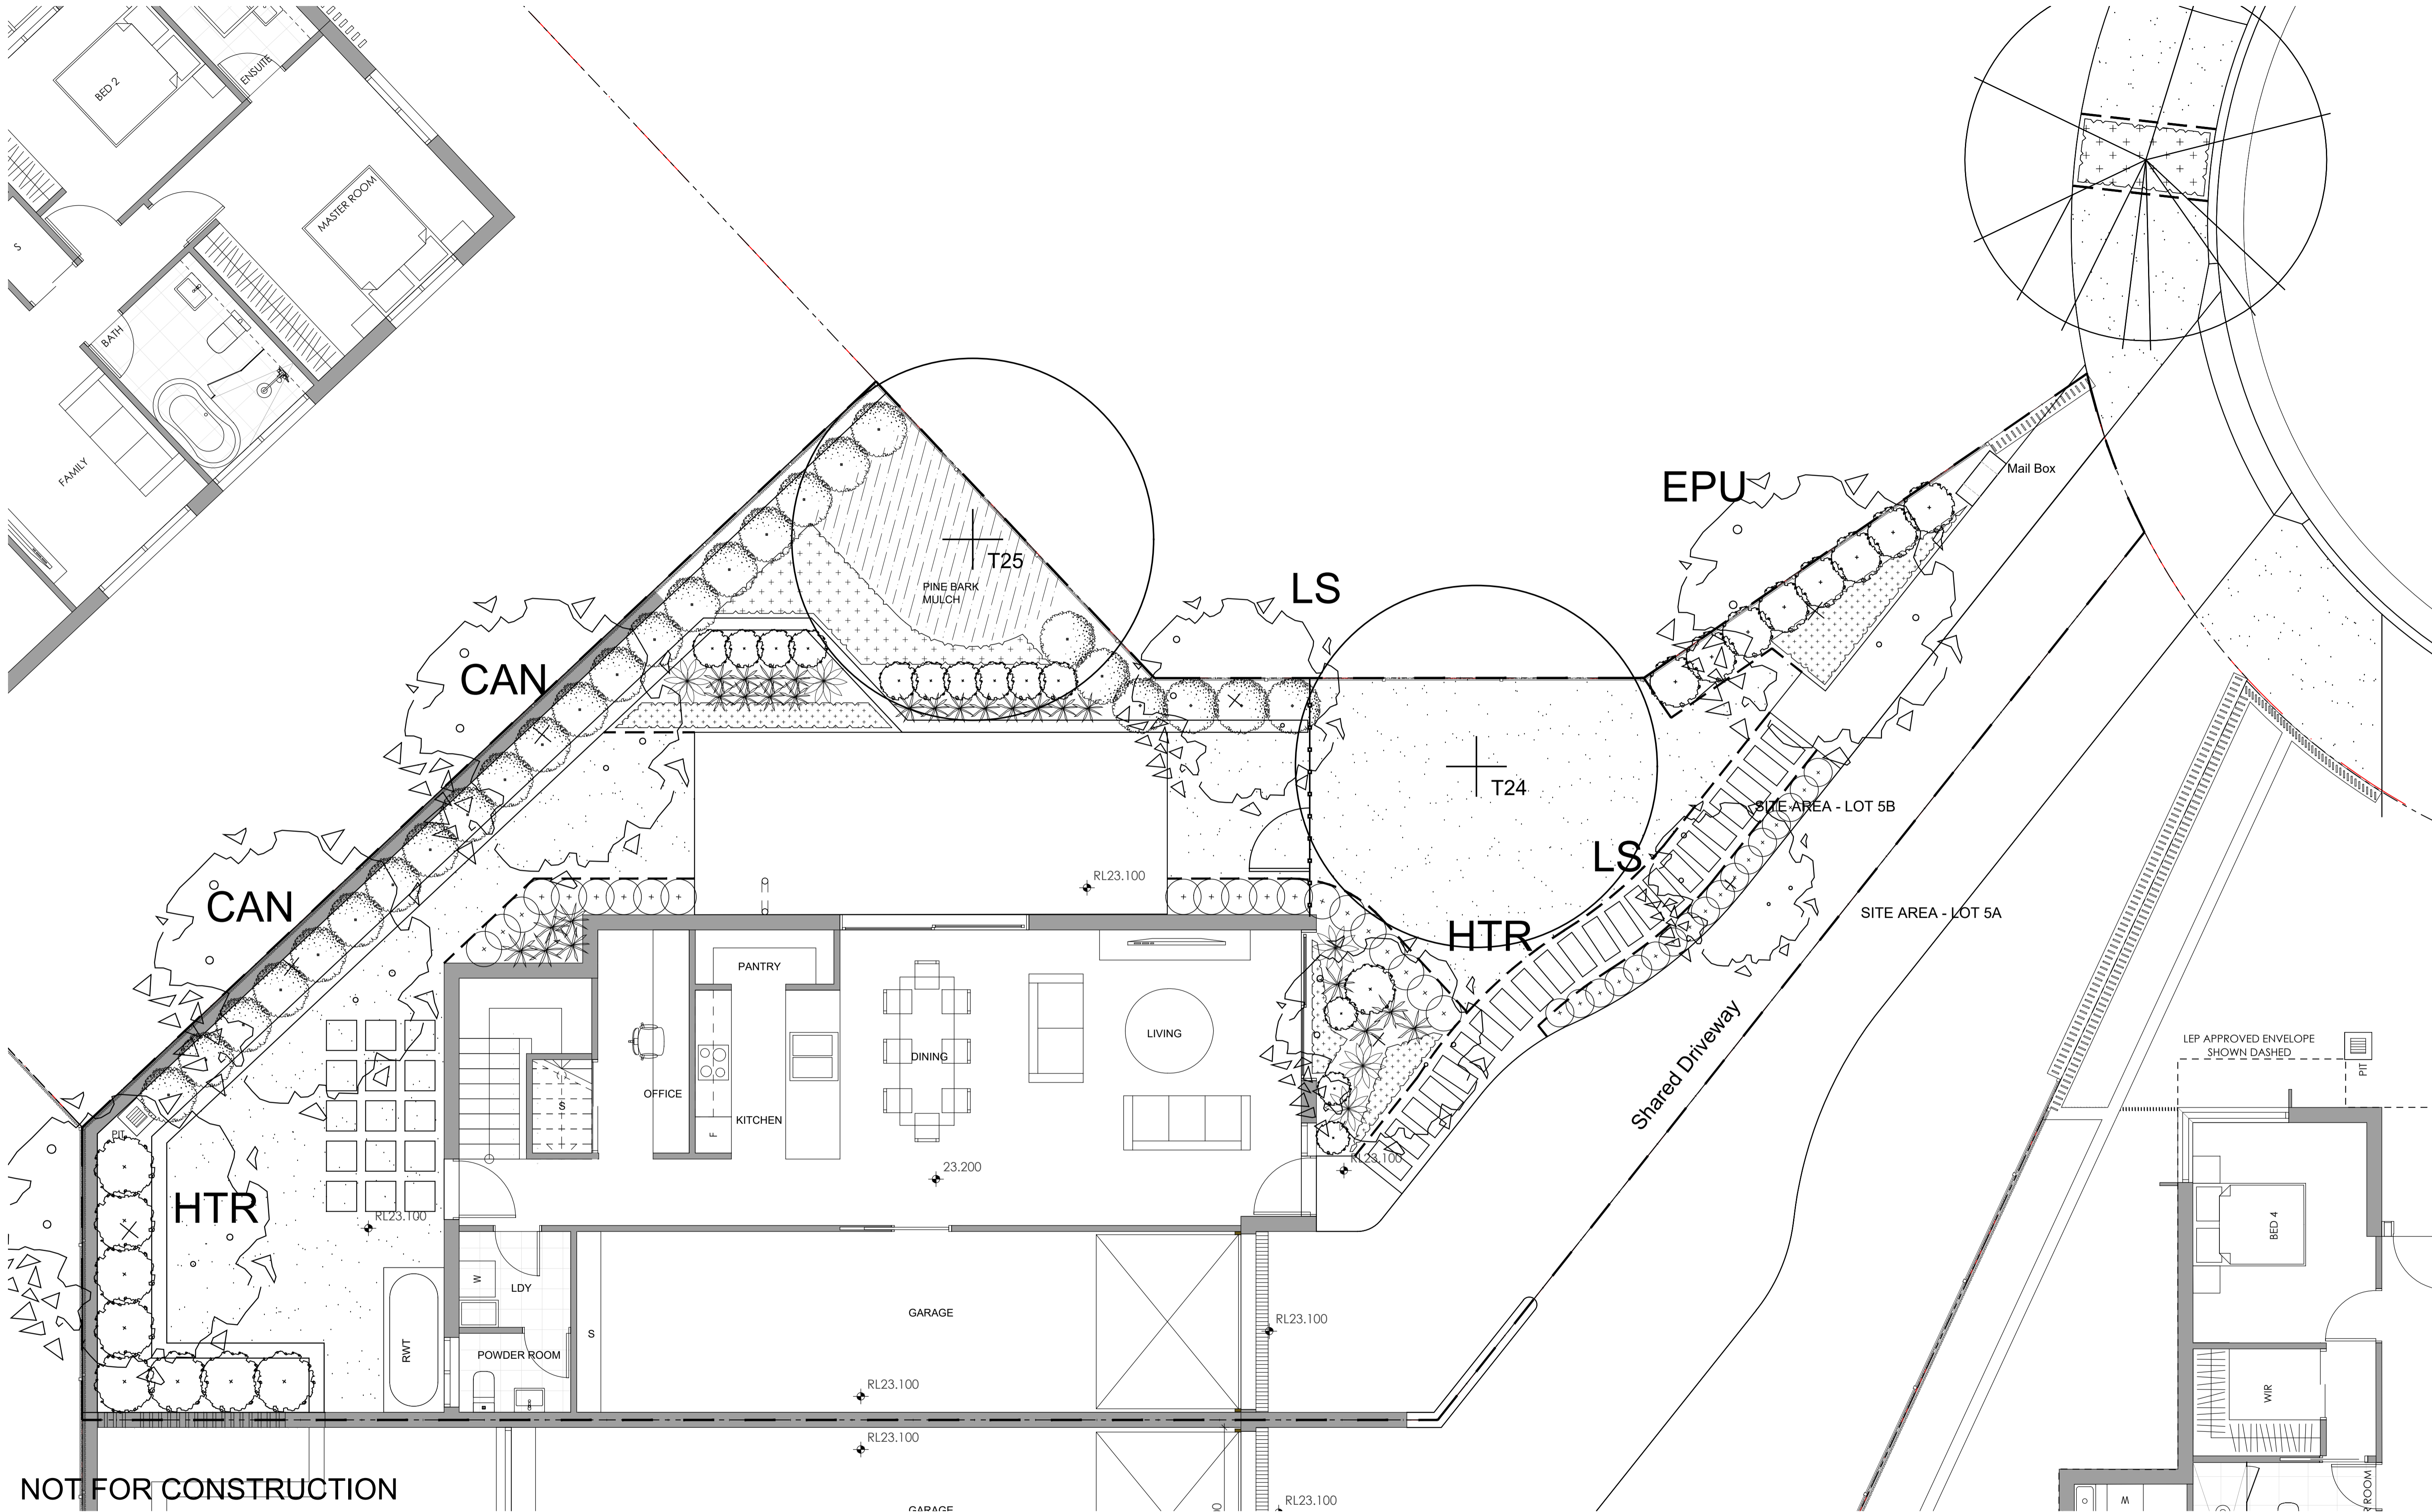 ENSUITE
BED 2
MASTER ROOM
S
BATH
FAMILY
Mail Box
EPU
T25
PINE BARK
MULCH
LS
CAN
T24
SITE AREA - LOT 5B
LS
RL23.100
CAN
SITE AREA - LOT 5A
HTR
PANTRY
LIVING
DINING
Shared Driveway
LEP APPROVED ENVELOPE
SHOWN DASHED
PIT
OFFICE
S
KITCHEN
F
PIT
RL23.100
23.200
HTR
RL23.100
BED 4
W
LDY
GARAGE
RL23.100
S
RWT
POWDER ROOM
RL23.100
WIR
RL23.100
NOT FOR CONSTRUCTION
GARAGE
RL23.100
W
ROOM